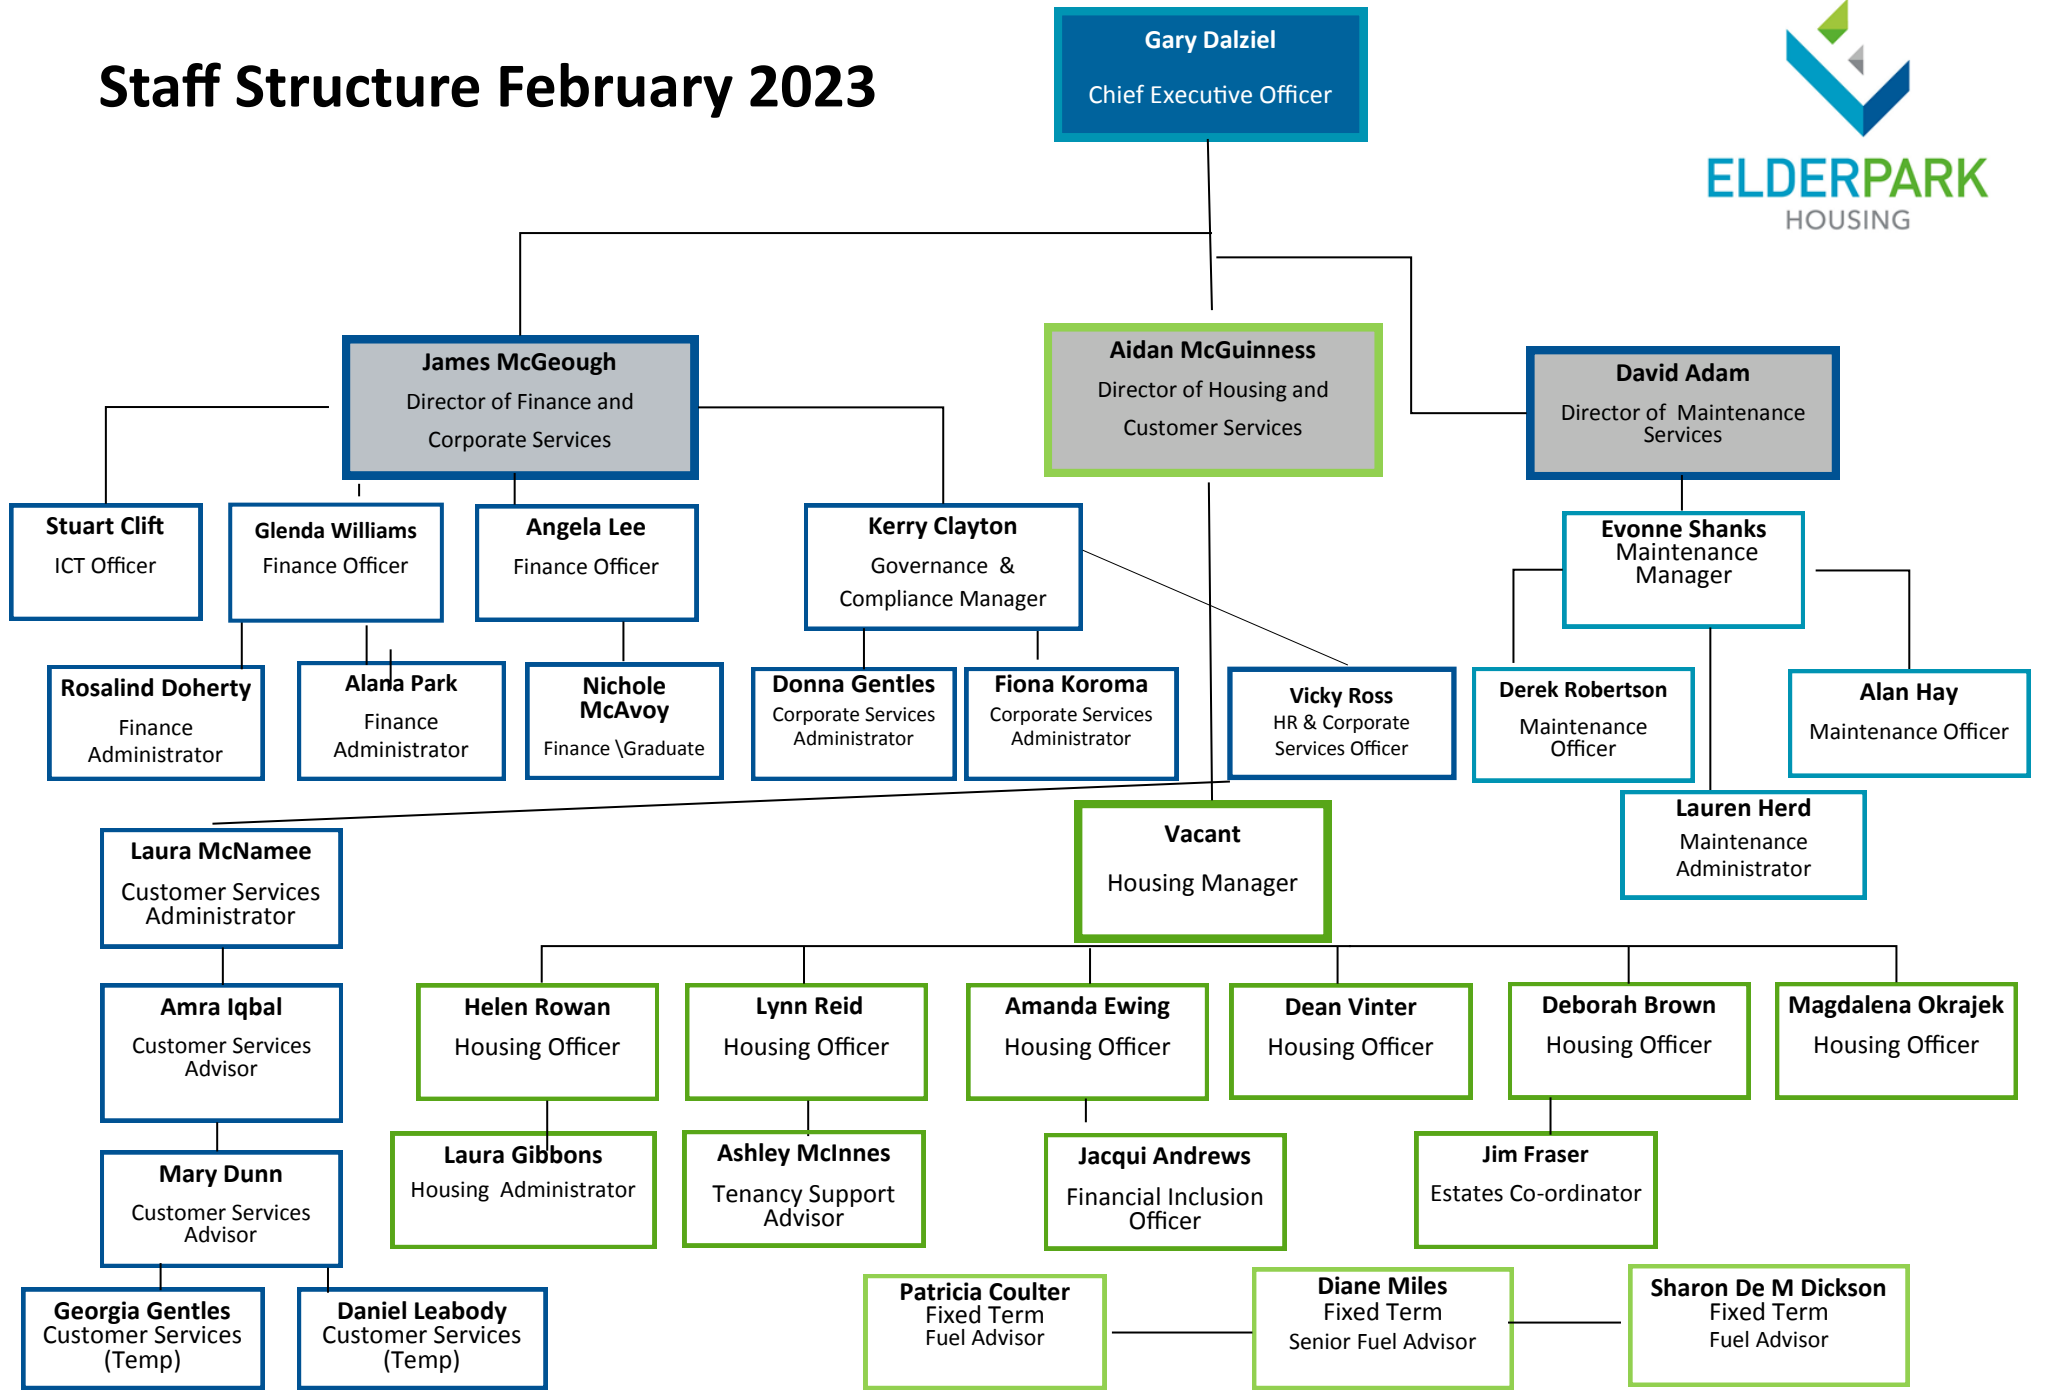 Staff Structure February 2023
Gary Dalziel
Chief Executive Officer
ELDERPARK
HOUSING
James McGeough
Director of Finance and
Corporate Services
Aidan McGuinness
Director of Housing and
Customer Services
David Adam
Director of  Maintenance
Services
Stuart Clift
ICT Officer
Glenda Williams
Finance Officer
Angela Lee
Finance Officer
Kerry Clayton
Governance  &
Compliance Manager
Evonne Shanks
Maintenance
Manager
Rosalind Doherty
Finance
Administrator
Alana Park
Finance
Administrator
Nichole
McAvoy
Finance \Graduate
Donna Gentles
Corporate Services
Administrator
Fiona Koroma
Corporate Services
Administrator
Vicky Ross
HR & Corporate
Services Officer
Derek Robertson
Maintenance
Officer
Alan Hay
Maintenance Officer
Lauren Herd
Maintenance
Administrator
Laura McNamee
Customer Services
Administrator
Vacant
Housing Manager
Amra Iqbal
Customer Services
Advisor
Helen Rowan
Housing Officer
Lynn Reid
Housing Officer
Amanda Ewing
Housing Officer
Dean Vinter
Housing Officer
Deborah Brown
Housing Officer
Magdalena Okrajek
Housing Officer
Mary Dunn
Customer Services
Advisor
Laura Gibbons
Housing  Administrator
Ashley McInnes
Tenancy Support
Advisor
Jacqui Andrews
Financial Inclusion
Officer
Jim Fraser
Estates Co-ordinator
Georgia Gentles
Customer Services
(Temp)
Daniel Leabody
Customer Services
(Temp)
Patricia Coulter
Fixed Term
Fuel Advisor
Diane Miles
Fixed Term
Senior Fuel Advisor
Sharon De M Dickson
Fixed Term
Fuel Advisor